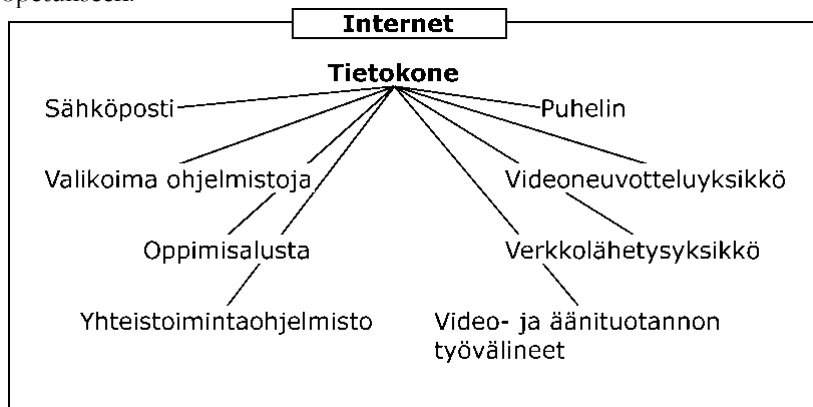 opetukseen.
Internet
Tietokone
Sähköposti
Puhelin
Valikoima ohjelmistoja
Videoneuvotteluyksikkö
Oppimisalusta
Verkkolähetysyksikkö
Yhteistoimintaohjelmisto
Video- ja äänituotannon
työvälineet